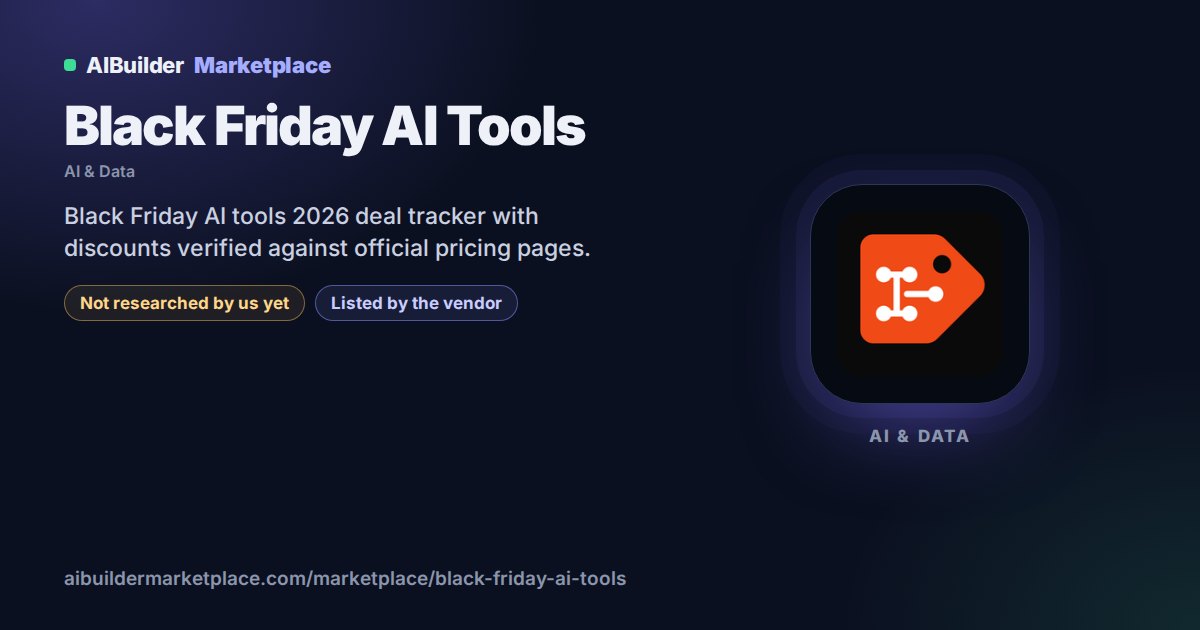 AIBuilder Marketplace
Black Friday AI Tools
AI & Data
Black Friday AI tools 2026 deal tracker with
discounts verified against official pricing pages.
Not researched by us yet
Listed by the vendor
AI & DATA
aibuildermarketplace.com/marketplace/black-friday-ai-tools